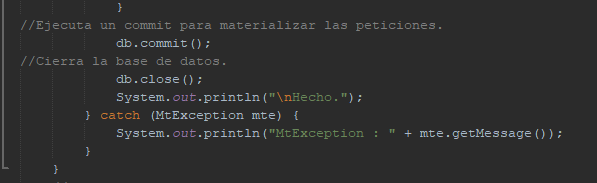 }
//Ejecuta un commit para materializar las peticiones.
db.commit();
//Cierra la base de datos.
db.close();
System.out.println("\nHecho.");
} catch (MtException mte) {
System.out.println("MtException : " + mte.getMessage());
}
}